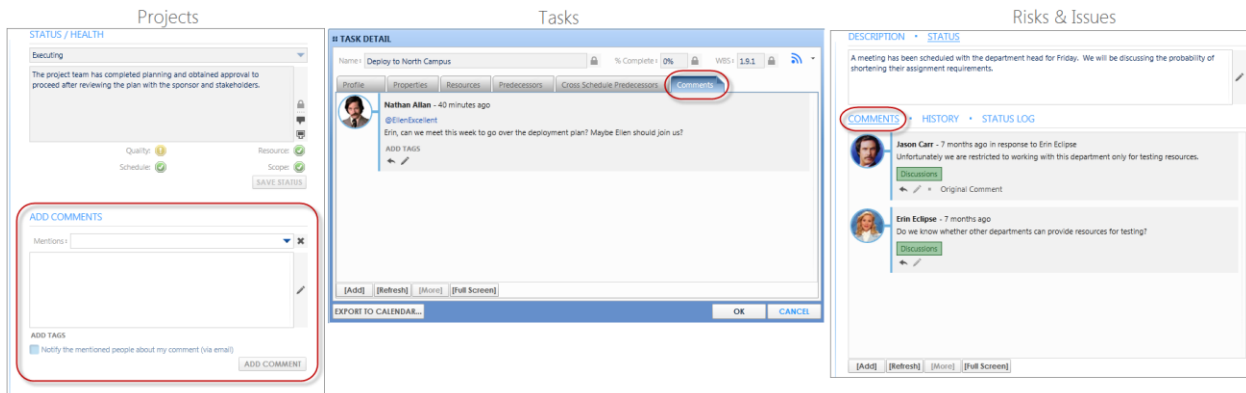 Projects
STATUS / HEALTH
Executing
The project team has completed planning and obtained approval to
proceed after reviewing the plan with the sponsor and stakeholders.
Quality:
Resource:
Schedule:
Scope:
SAVE STATUS
ADD COMMENTS
Mentions:
ADD TAGS
Notify the mentioned people about my comment (via email)
ADD COMMENT
Tasks
TASK DETAIL
Name: Deploy to North Campus % Complete: 0% WBS: 1.9.1
Profile Properties Resources Predecessors Cross Schedule Predecessors Comments
Nathan Allan - 40 minutes ago
@EllenExcellent
Erin, can we meet this week to go over the deployment plan? Maybe Ellen should join us?
ADD TAGS
[Add] [Refresh] [More] [Full Screen]
EXPORT TO CALENDAR... OK CANCEL
Risks & Issues
DESCRIPTION • STATUS
A meeting has been scheduled with the department head for Friday. We will be discussing the probability of
shortening their assignment requirements.
COMMENTS • HISTORY • STATUS LOG
Jason Carr - 7 months ago in response to Erin Eclipse
Unfortunately we are restricted to working with this department only for testing resources.
Discussions
• Original Comment
Erin Eclipse - 7 months ago
Do we know whether other departments can provide resources for testing?
Discussions
[Add] [Refresh] [More] [Full Screen]